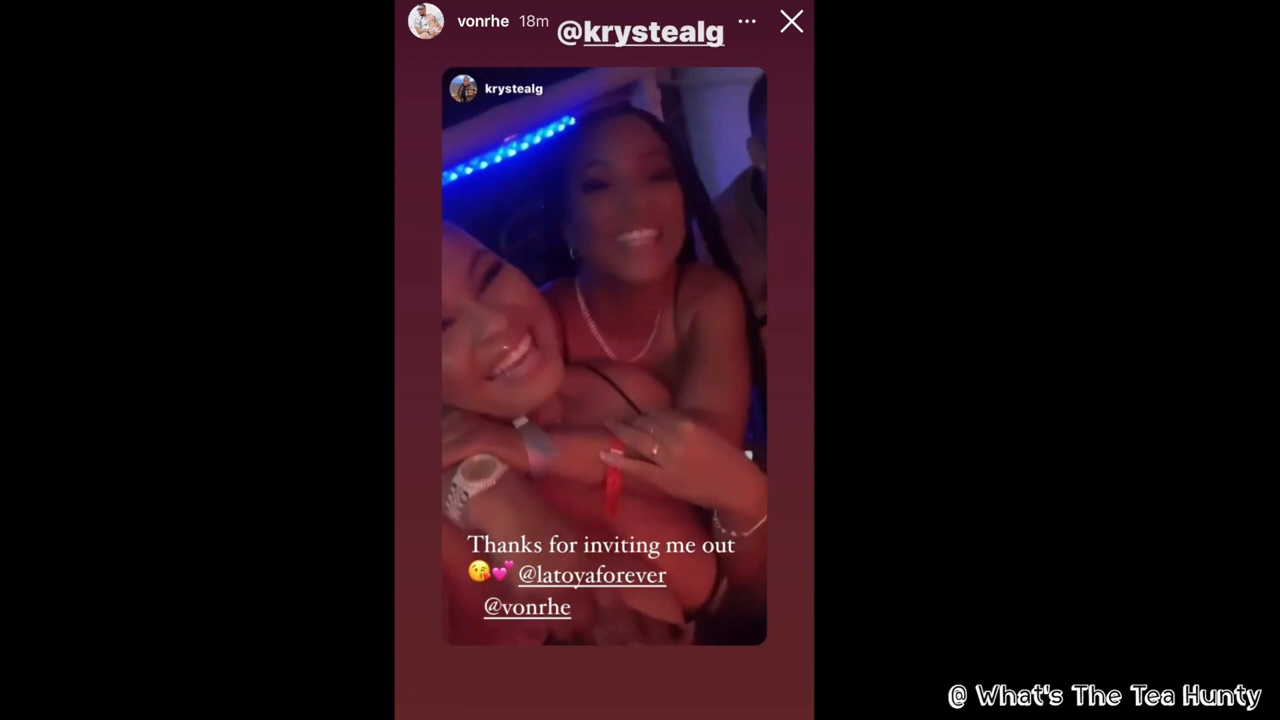 vonrhe 18m
@krystealg
krystealg
Thanks for inviting me out
😘💕 @latoyaforever
@vonrhe
@ What's The Tea Hunty